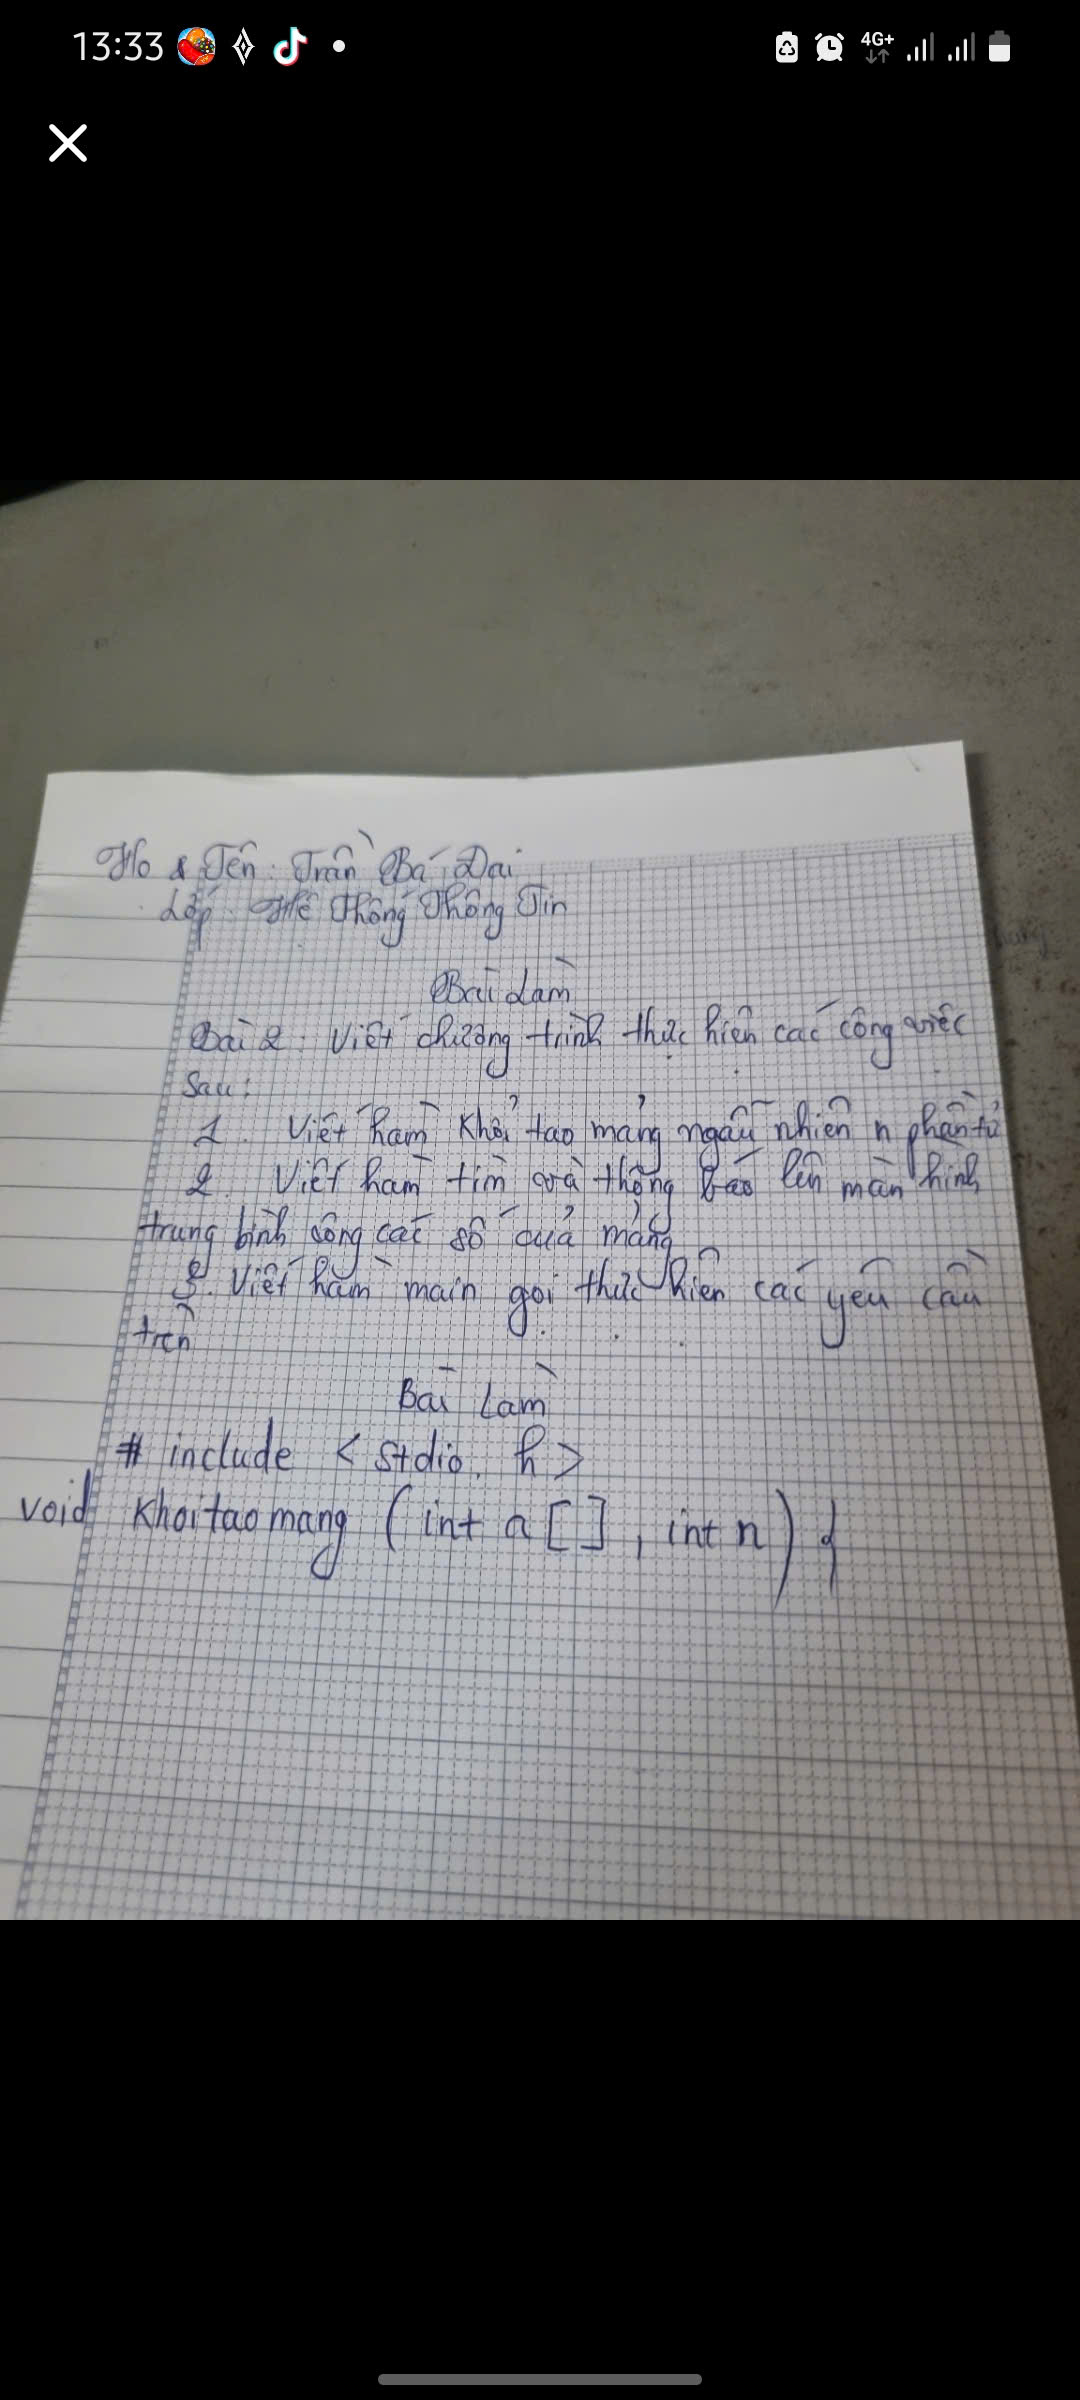 13:33
4G+
Họ & Tên: Trần Bá Đại
Lớp: Hệ Thống Thông Tin
Bài Làm
Bài 2: Viết chương trình thực hiện các công việc
sau:
1. Viết hàm khởi tạo mảng ngẫu nhiên n phần tử
2. Viết hàm tìm và thông báo lên màn hình
trung bình cộng các số của mảng
3. Viết hàm main gọi thực hiện các yêu cầu
trên
Bài Làm
# include < stdio. h >
void khoitaomang ( int a [ ] , int n ) {